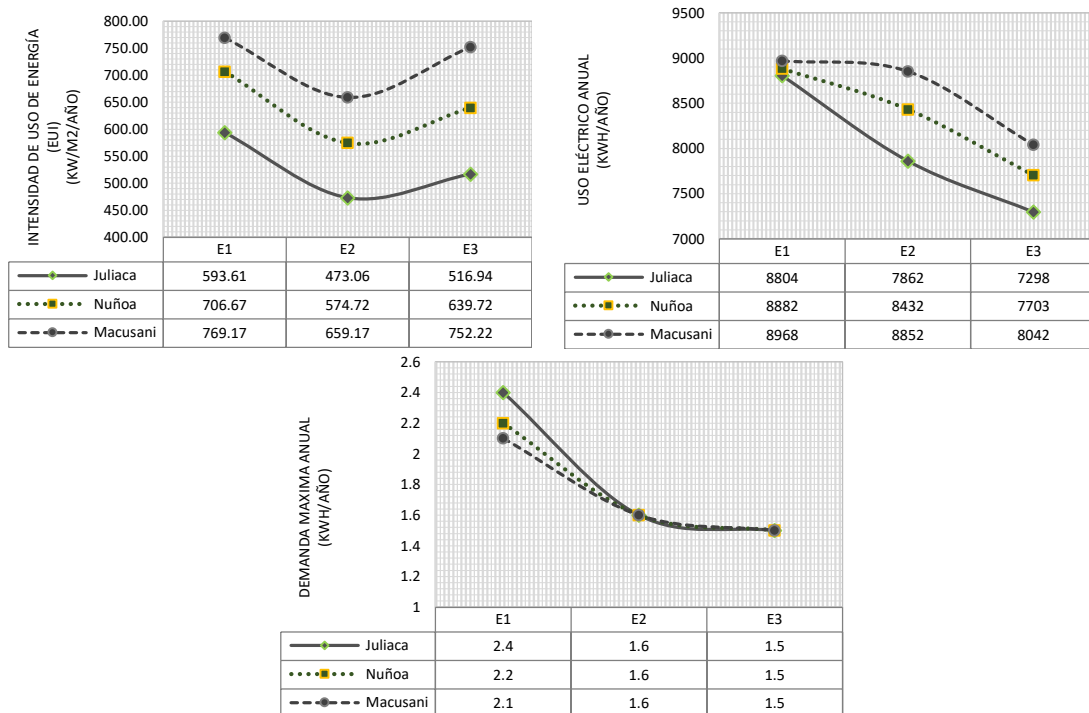 INTENSIDAD DE USO DE ENERGÍA
(EUI)
(KW/M2/AÑO)
800.00
750.00
700.00
650.00
600.00
550.00
500.00
450.00
400.00
E1 E2 E3
Juliaca 593.61 473.06 516.94
Nuñoa 706.67 574.72 639.72
Macusani 769.17 659.17 752.22
USO ELÉCTRICO ANUAL
(KWH/AÑO)
9500
9000
8500
8000
7500
7000
E1 E2 E3
Juliaca 8804 7862 7298
Nuñoa 8882 8432 7703
Macusani 8968 8852 8042
DEMANDA MAXIMA ANUAL
(KWH/AÑO)
2.6
2.4
2.2
2
1.8
1.6
1.4
1.2
1
E1 E2 E3
Juliaca 2.4 1.6 1.5
Nuñoa 2.2 1.6 1.5
Macusani 2.1 1.6 1.5